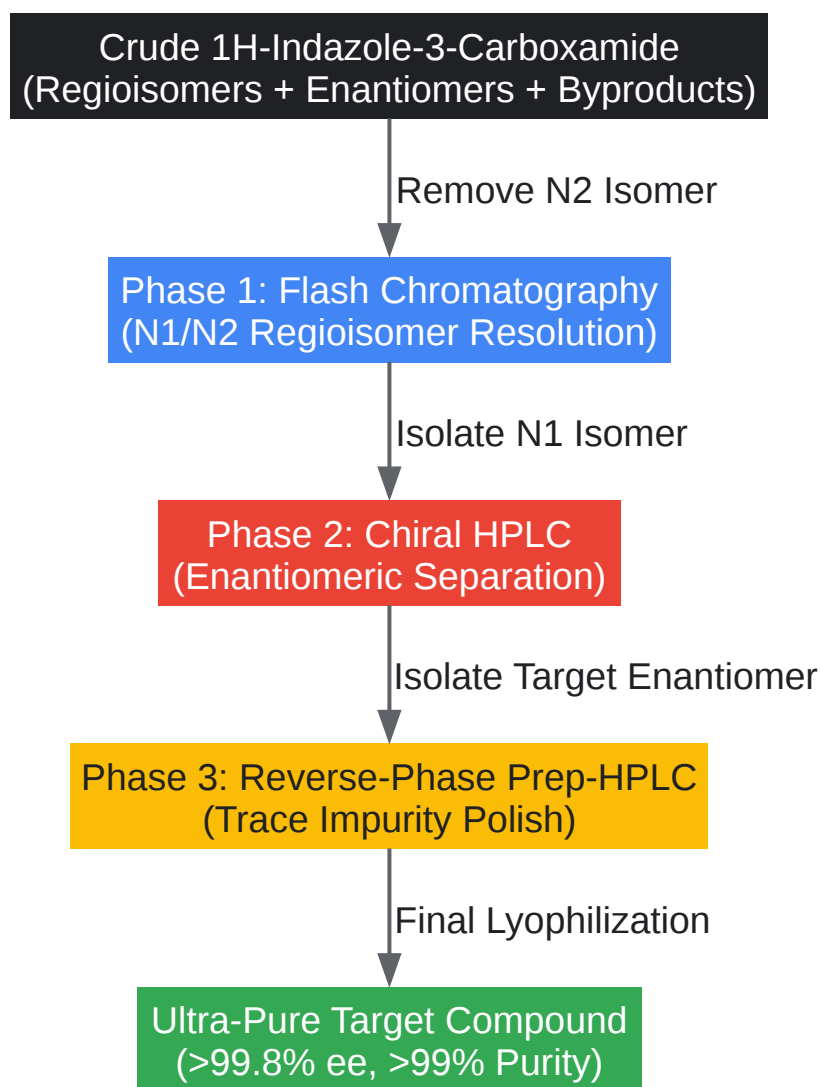 Crude 1H-Indazole-3-Carboxamide
(Regioisomers + Enantiomers + Byproducts)
Remove N2 Isomer
Phase 1: Flash Chromatography
(N1/N2 Regioisomer Resolution)
Isolate N1 Isomer
Phase 2: Chiral HPLC
(Enantiomeric Separation)
Isolate Target Enantiomer
Phase 3: Reverse-Phase Prep-HPLC
(Trace Impurity Polish)
Final Lyophilization
Ultra-Pure Target Compound
(>99.8% ee, >99% Purity)